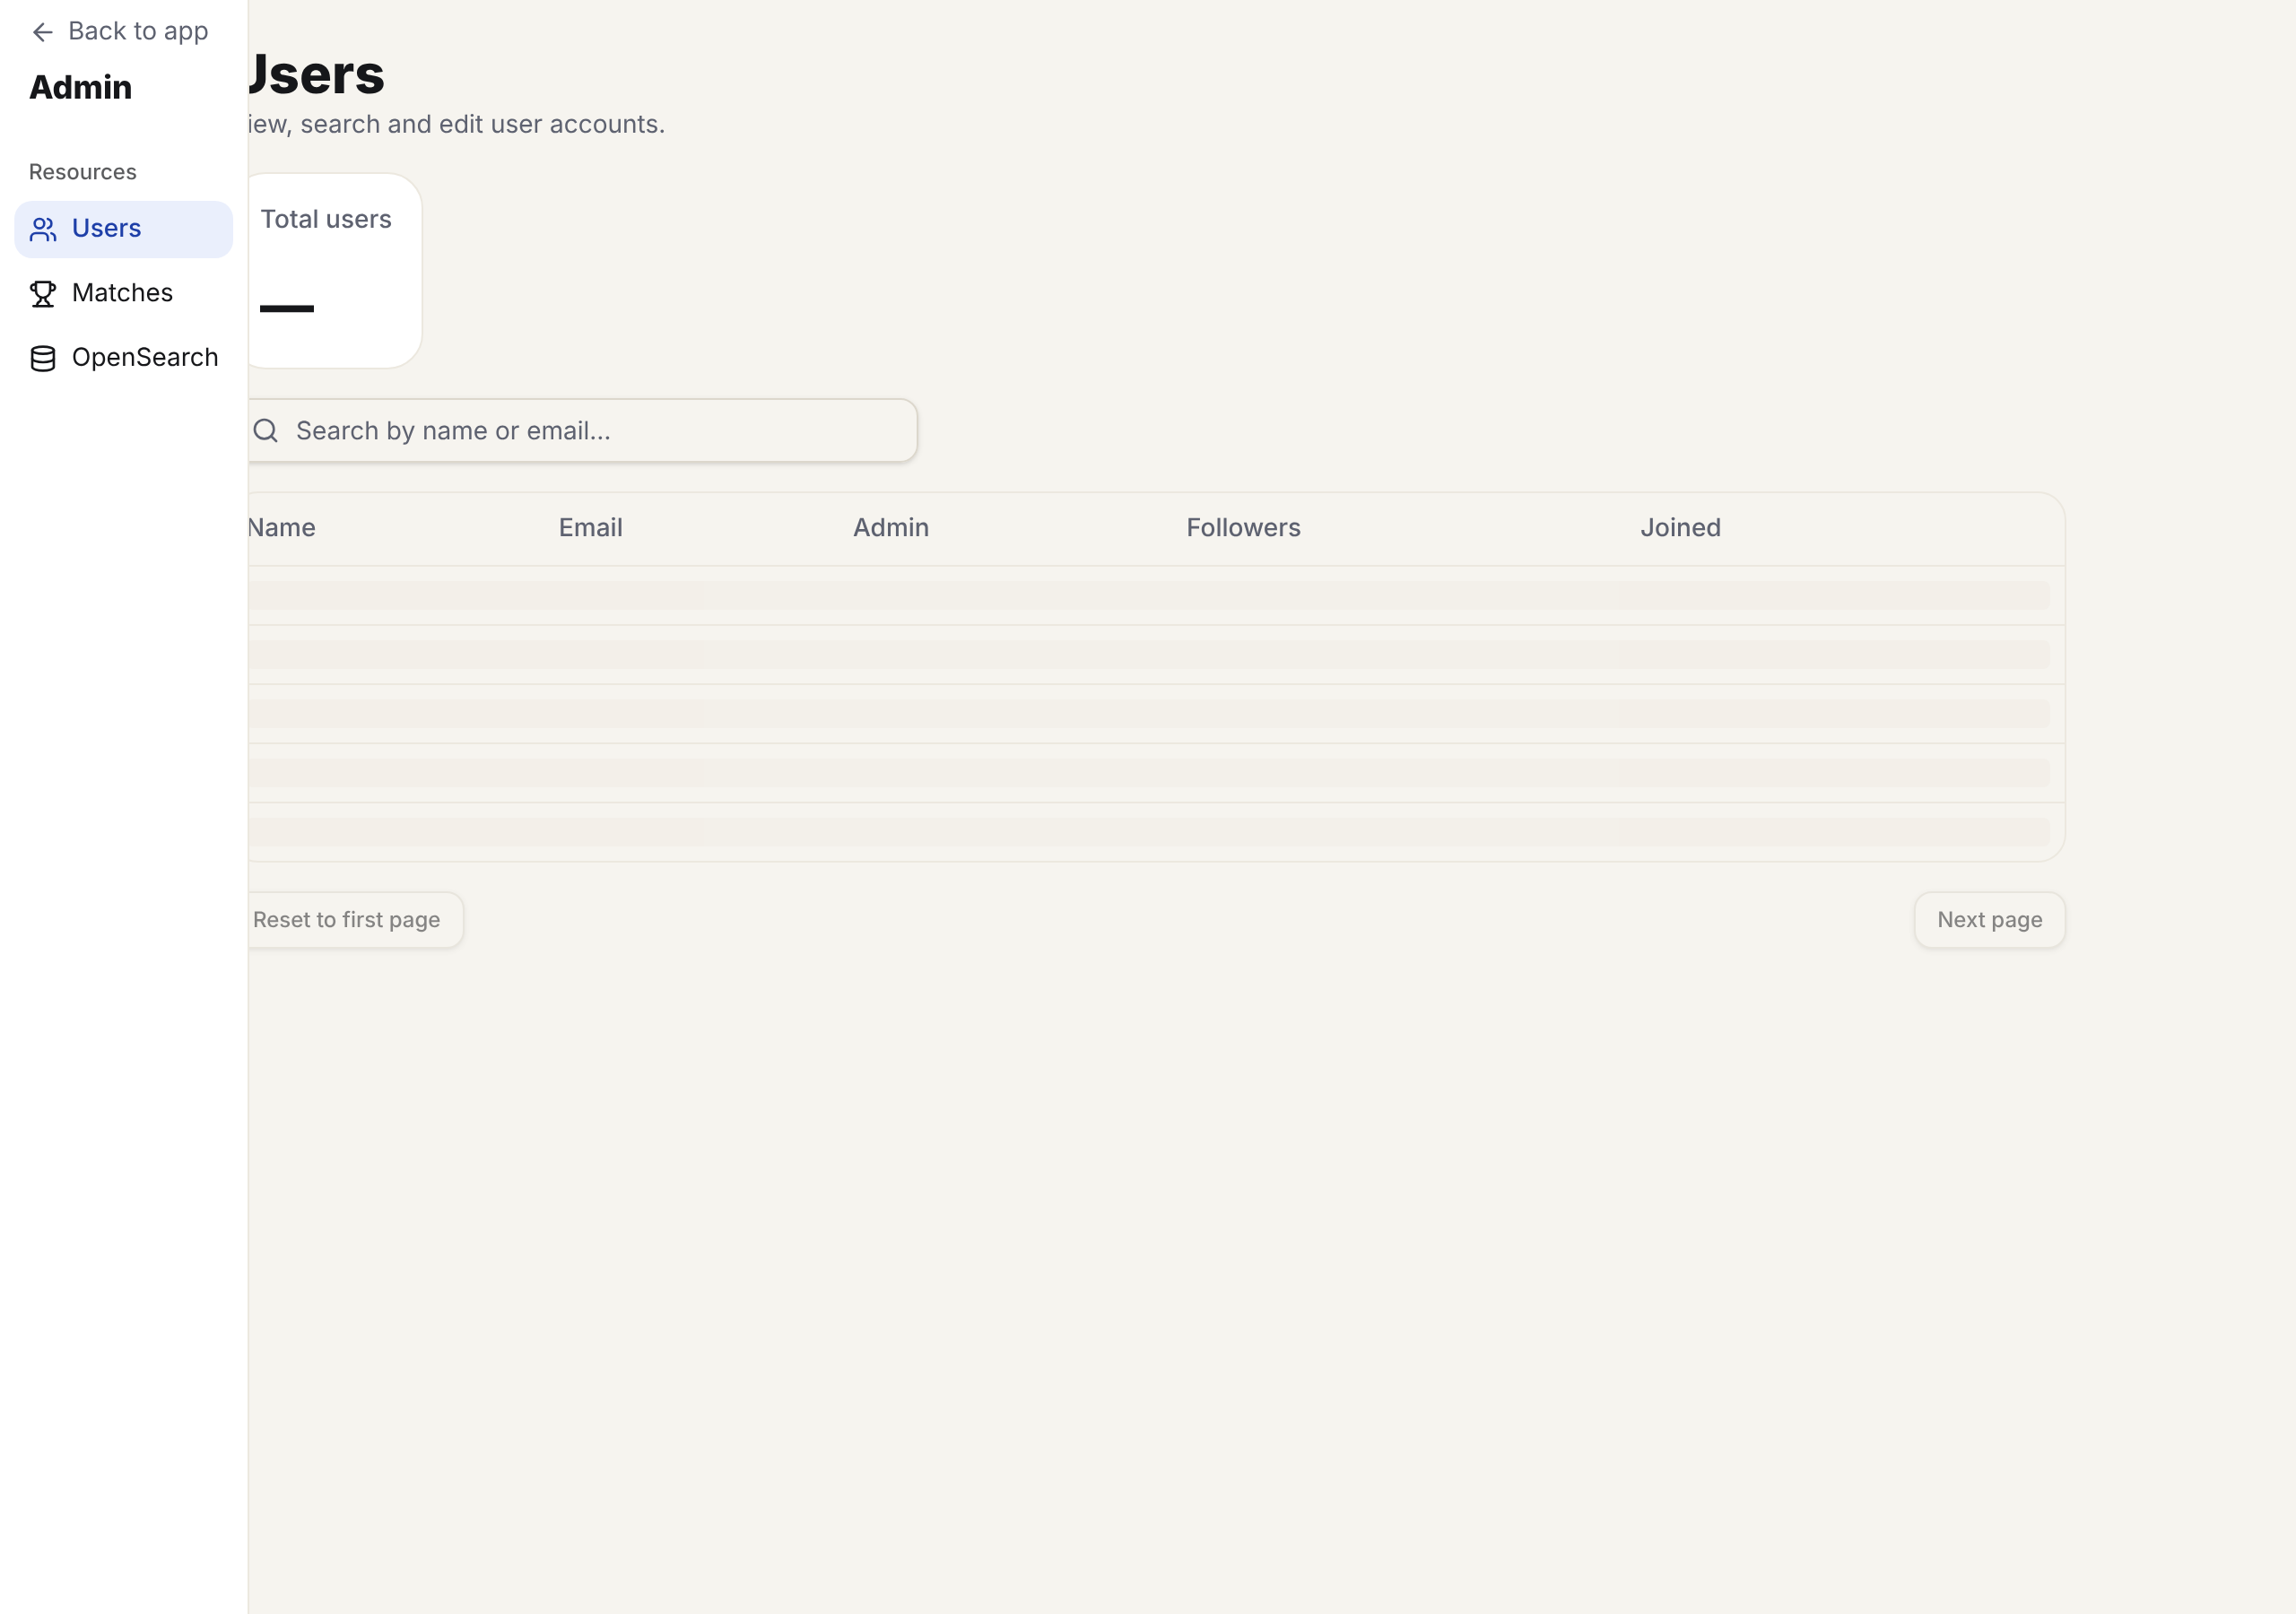 Back to app
Admin
Resources
Users
Matches
OpenSearch
Users
iew, search and edit user accounts.
Total users
—
Search by name or email...
Name Email Admin Followers Joined
Reset to first page
Next page